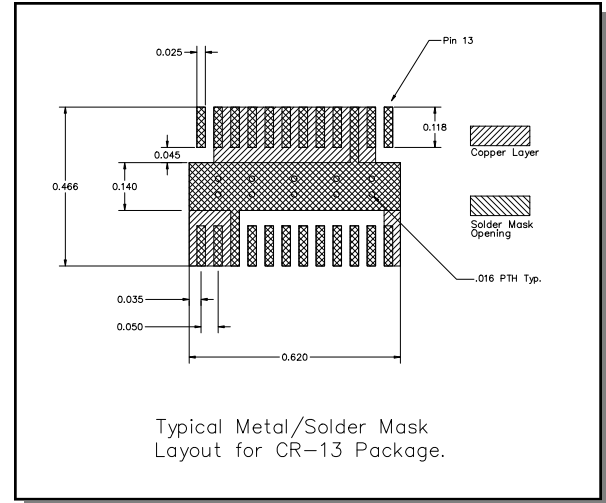 Pin 13
0.025
0.118
0.045
Copper Layer
0.466
0.140
Solder Mask
Opening
.016 PTH Typ.
0.035
0.050
0.620
Typical Metal/Solder Mask
Layout for CR-13 Package.